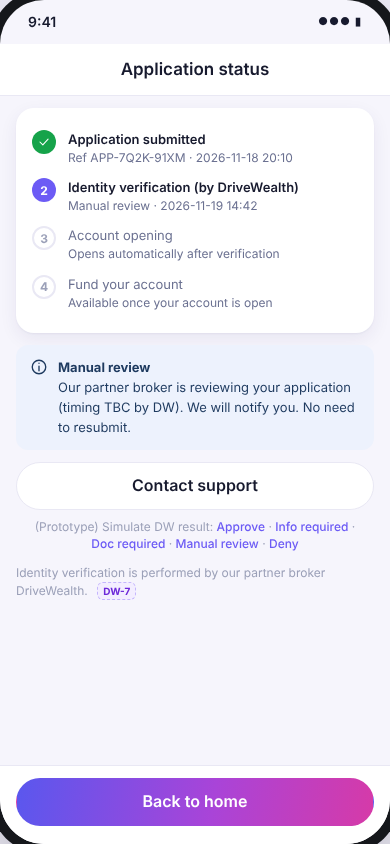 9:41
Application status
Application submitted
Ref APP-7Q2K-91XM · 2026-11-18 20:10
2
Identity verification (by DriveWealth)
Manual review · 2026-11-19 14:42
3
Account opening
Opens automatically after verification
4
Fund your account
Available once your account is open
Manual review
Our partner broker is reviewing your application
(timing TBC by DW). We will notify you. No need
to resubmit.
Contact support
(Prototype) Simulate DW result: Approve · Info required ·
Doc required · Manual review · Deny
Identity verification is performed by our partner broker
DriveWealth. DW-7
Back to home